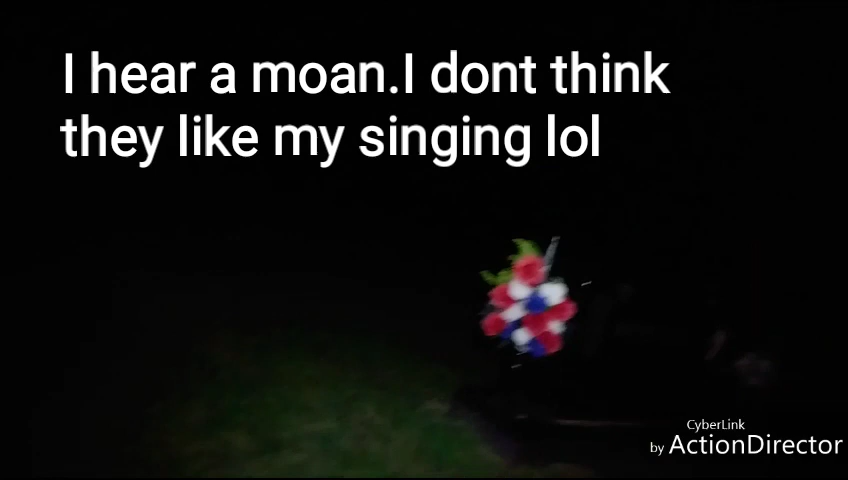 I hear a moan.I dont think
they like my singing lol
CyberLink
by ActionDirector